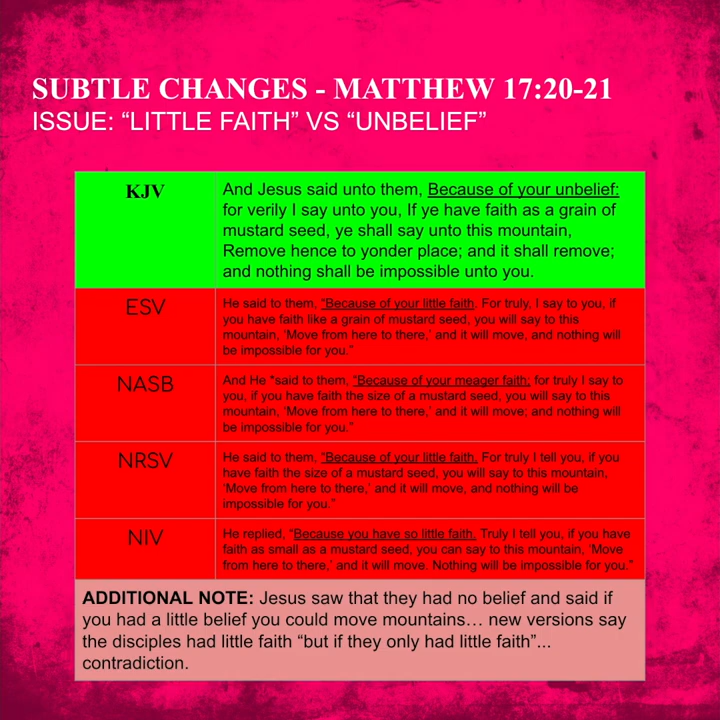 SUBTLE CHANGES - MATTHEW 17:20-21
ISSUE: “LITTLE FAITH” VS “UNBELIEF”
KJV
And Jesus said unto them, Because of your unbelief:
for verily I say unto you, If ye have faith as a grain of
mustard seed, ye shall say unto this mountain,
Remove hence to yonder place; and it shall remove;
and nothing shall be impossible unto you.
ESV
He said to them, “Because of your little faith. For truly, I say to you, if
you have faith like a grain of mustard seed, you will say to this
mountain, ‘Move from here to there,’ and it will move, and nothing will
be impossible for you.”
NASB
And He *said to them, “Because of your meager faith; for truly I say to
you, if you have faith the size of a mustard seed, you will say to this
mountain, ‘Move from here to there,’ and it will move; and nothing will
be impossible for you.”
NRSV
He said to them, “Because of your little faith. For truly I tell you, if you
have faith the size of a mustard seed, you will say to this mountain,
‘Move from here to there,’ and it will move, and nothing will be
impossible for you.”
NIV
He replied, “Because you have so little faith. Truly I tell you, if you have
faith as small as a mustard seed, you can say to this mountain, ‘Move
from here to there,’ and it will move. Nothing will be impossible for you.”
ADDITIONAL NOTE: Jesus saw that they had no belief and said if
you had a little belief you could move mountains… new versions say
the disciples had little faith “but if they only had little faith”...
contradiction.